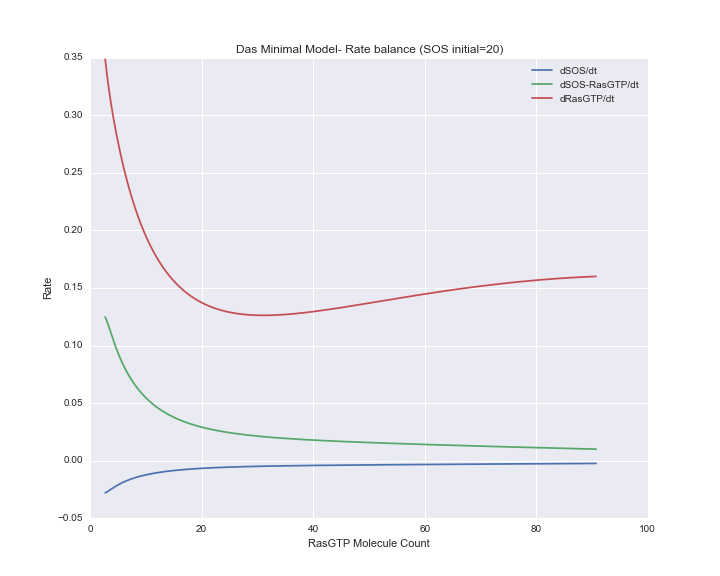 Das Minimal Model- Rate balance (SOS initial=20)
dSOS/dt
dSOS-RasGTP/dt
dRasGTP/dt
0.35
0.30
0.25
0.20
0.15
0.10
0.05
0.00
−0.05
Rate
0 20 40 60 80 100
RasGTP Molecule Count